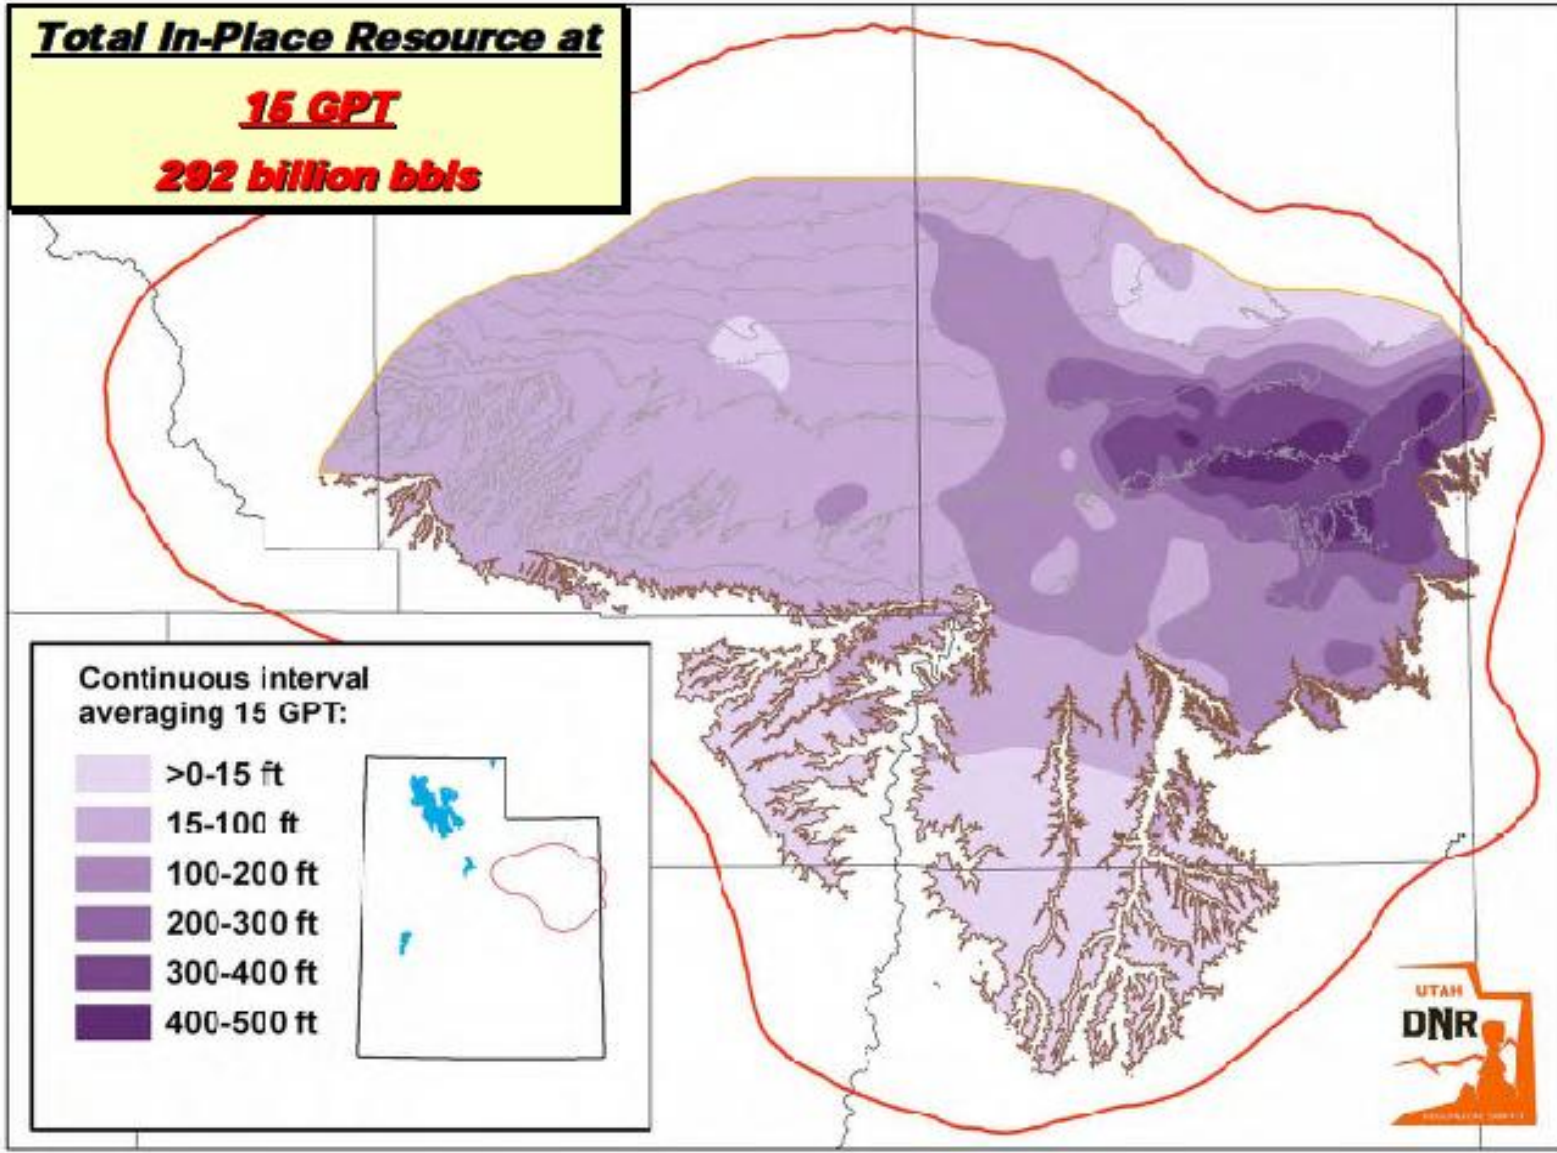 Total In-Place Resource at
15 GPT
292 billion bbls
Continuous interval
averaging 15 GPT:
>0-15 ft
15-100 ft
100-200 ft
200-300 ft
300-400 ft
400-500 ft
UTAH
DNR